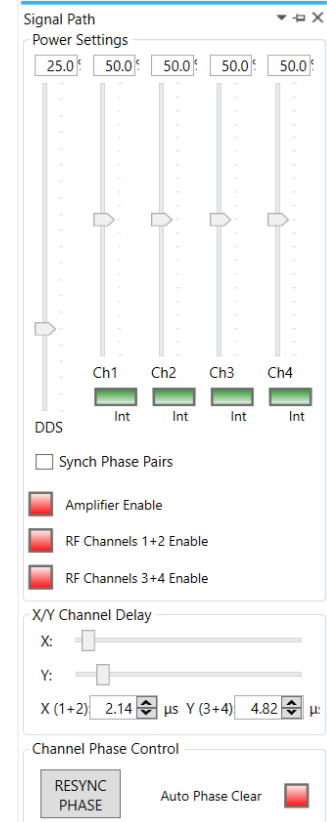 Signal Path
Power Settings
25.0 50.0 50.0 50.0 50.0
Ch1 Ch2 Ch3 Ch4
Int Int Int Int
DDS
Synch Phase Pairs
Amplifier Enable
RF Channels 1+2 Enable
RF Channels 3+4 Enable
X/Y Channel Delay
X:
Y:
X (1+2) 2.14 µs Y (3+4) 4.82
Channel Phase Control
RESYNC
PHASE
Auto Phase Clear